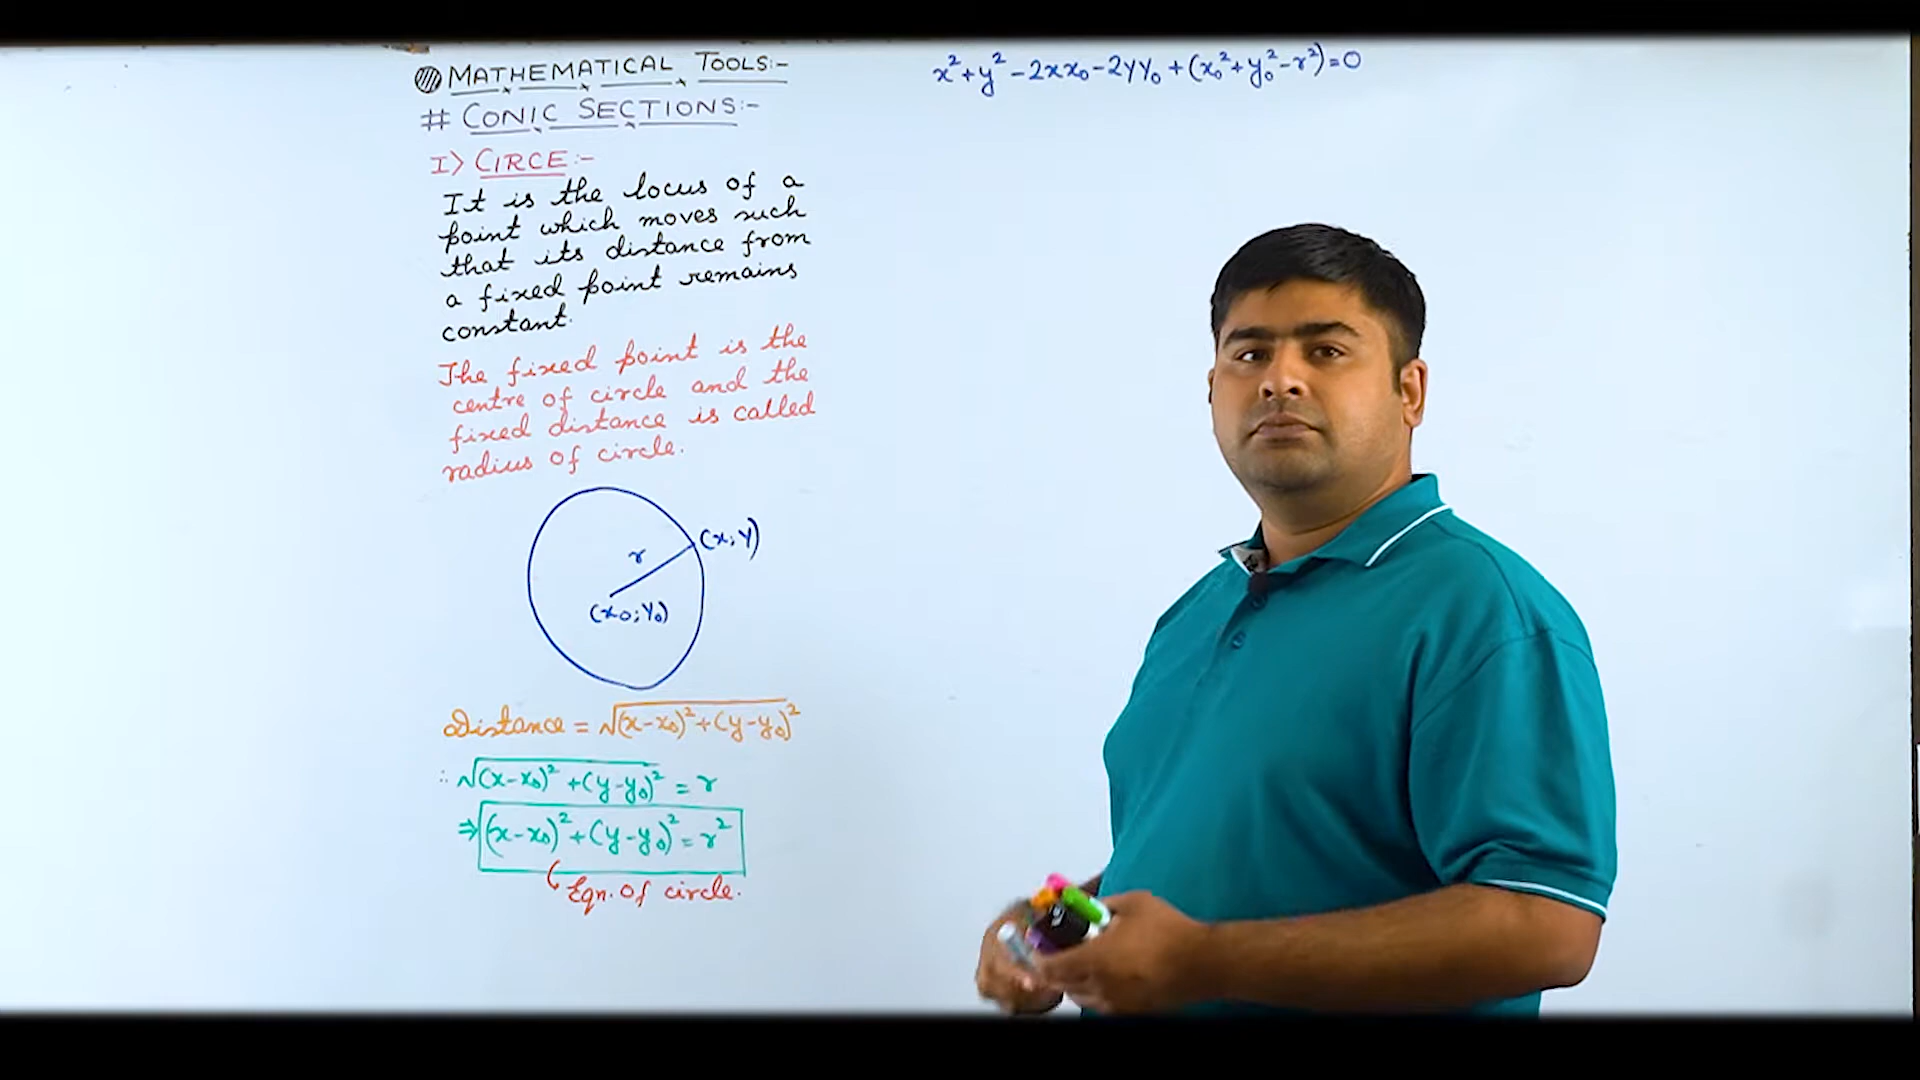 MATHEMATICAL TOOLS:-
# CONIC SECTIONS:-
I) CIRCE:-
It is the locus of a
point which moves such
that its distance from
a fixed point remains
constant.
The fixed point is the
centre of circle and the
fixed distance is called
radius of circle.
r
(x; y)
(x₀; y₀)
Distance = √(x-x₀)²+(y-y₀)²
∴ √(x-x₀)²+(y-y₀)² = r
⇒ (x-x₀)²+(y-y₀)² = r²
Eqn. of circle.
x²+y²-2xx₀-2yy₀+(x₀²+y₀²-r²)=0